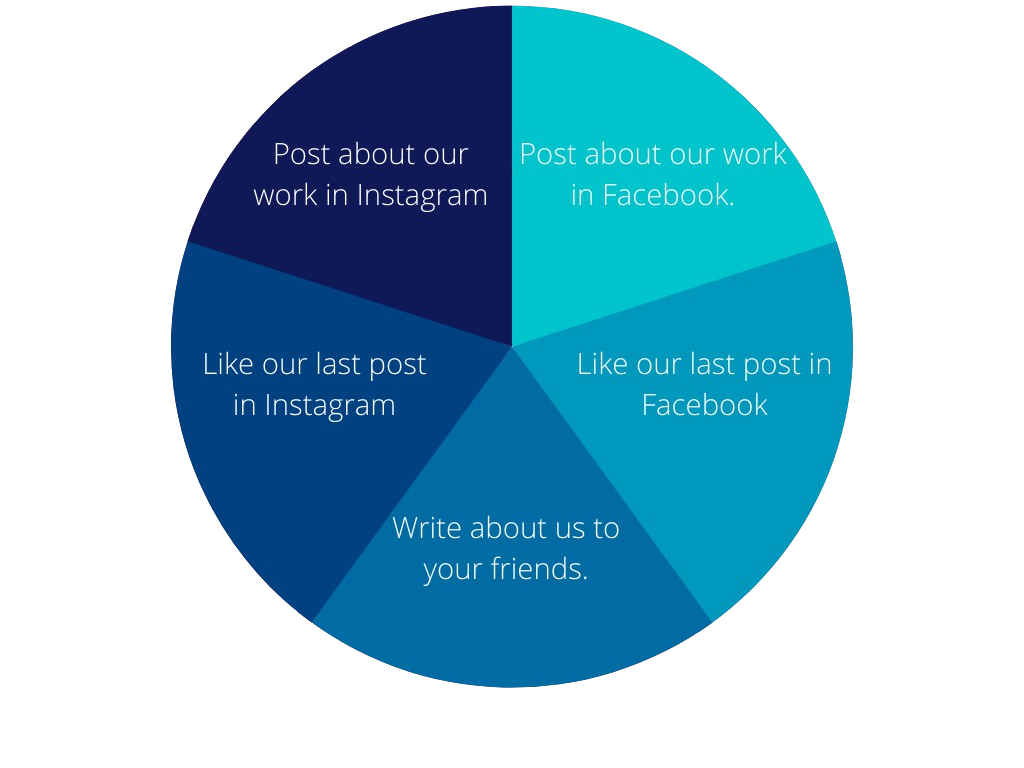 Post about our
work in Instagram
Post about our work
in Facebook.
Like our last post
in Instagram
Like our last post in
Facebook
Write about us to
your friends.